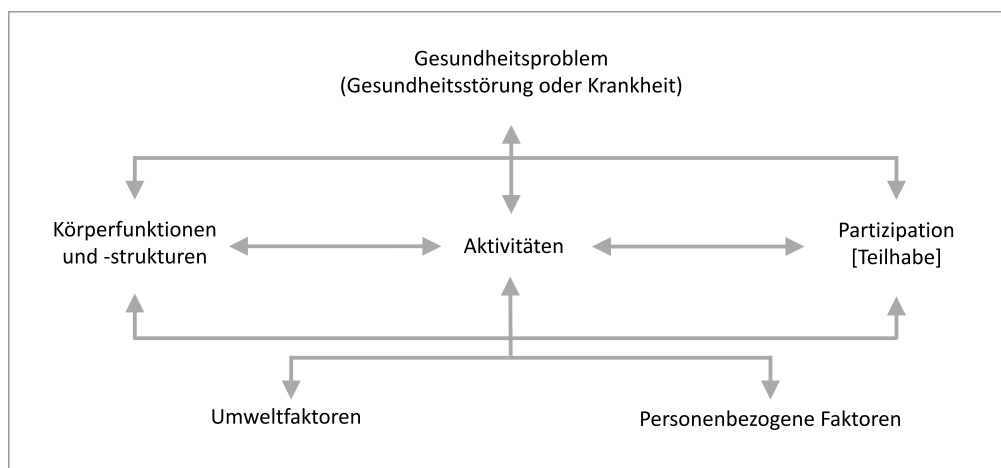 Gesundheitsproblem
(Gesundheitsstörung oder Krankheit)
Körperfunktionen
und -strukturen
Aktivitäten
Partizipation
[Teilhabe]
Umweltfaktoren
Personenbezogene Faktoren